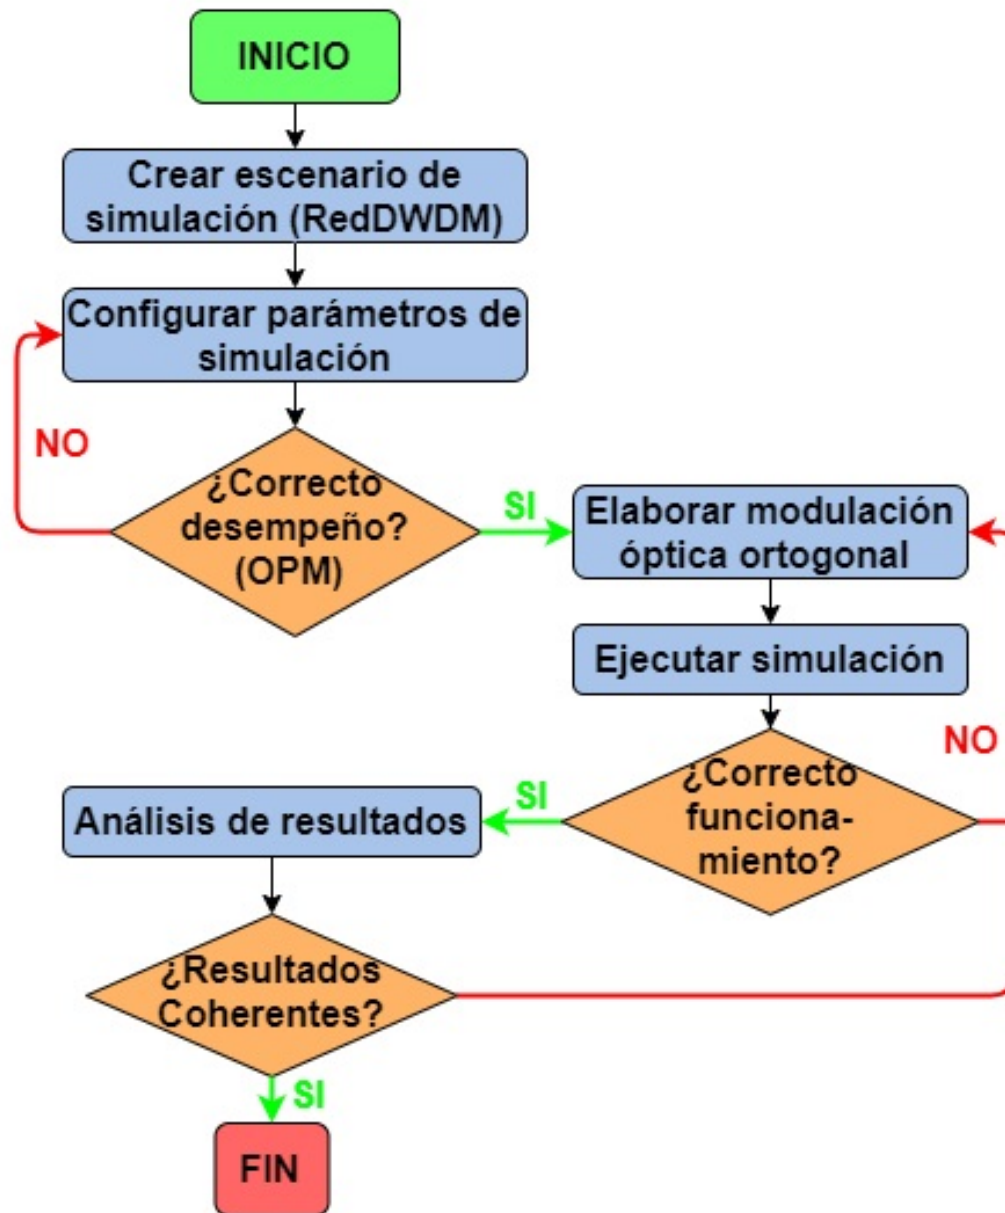 INICIO
Crear escenario de
simulación (RedDWDM)
Configurar parámetros de
simulación
NO
¿Correcto
desempeño?
(OPM)
SI
Elaborar modulación
óptica ortogonal
Ejecutar simulación
NO
¿Correcto
funciona-
miento?
SI
Análisis de resultados
¿Resultados
Coherentes?
SI
FIN